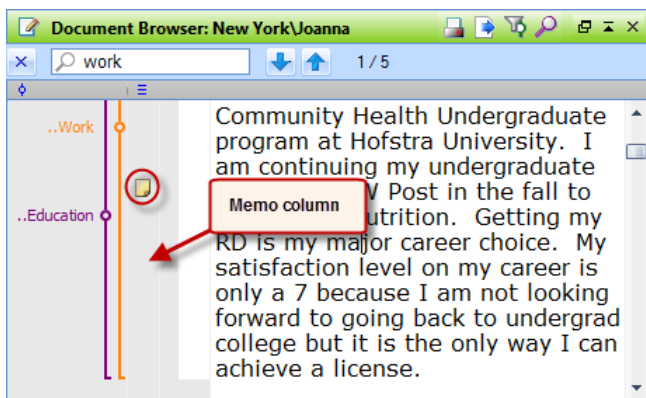 Document Browser: New York\Joanna
work
1 / 5
Community Health Undergraduate
..Work
program at Hofstra University. I
am continuing my undergraduate
Post in the fall to
Memo column
..Education
Getting my
RD is my major career choice. My
satisfaction level on my career is
only a 7 because I am not looking
forward to going back to undergrad
college but it is the only way I can
achieve a license.